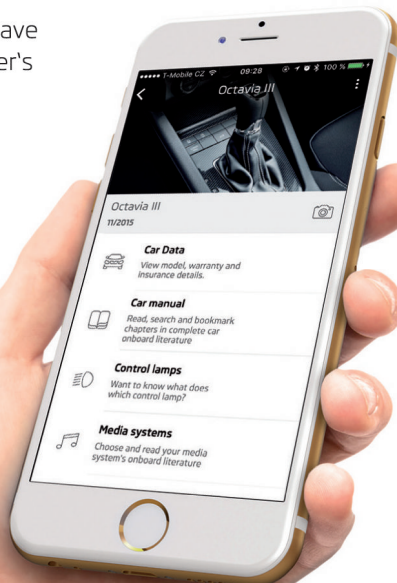 ave
er's
T-Mobile CZ 09:28 100 %
Octavia III
Octavia III
11/2015
Car Data
View model, warranty and
insurance details.
Car manual
Read, search and bookmark
chapters in complete car
onboard literature
Control lamps
Want to know what does
which control lamp?
Media systems
Choose and read your media
system's onboard literature